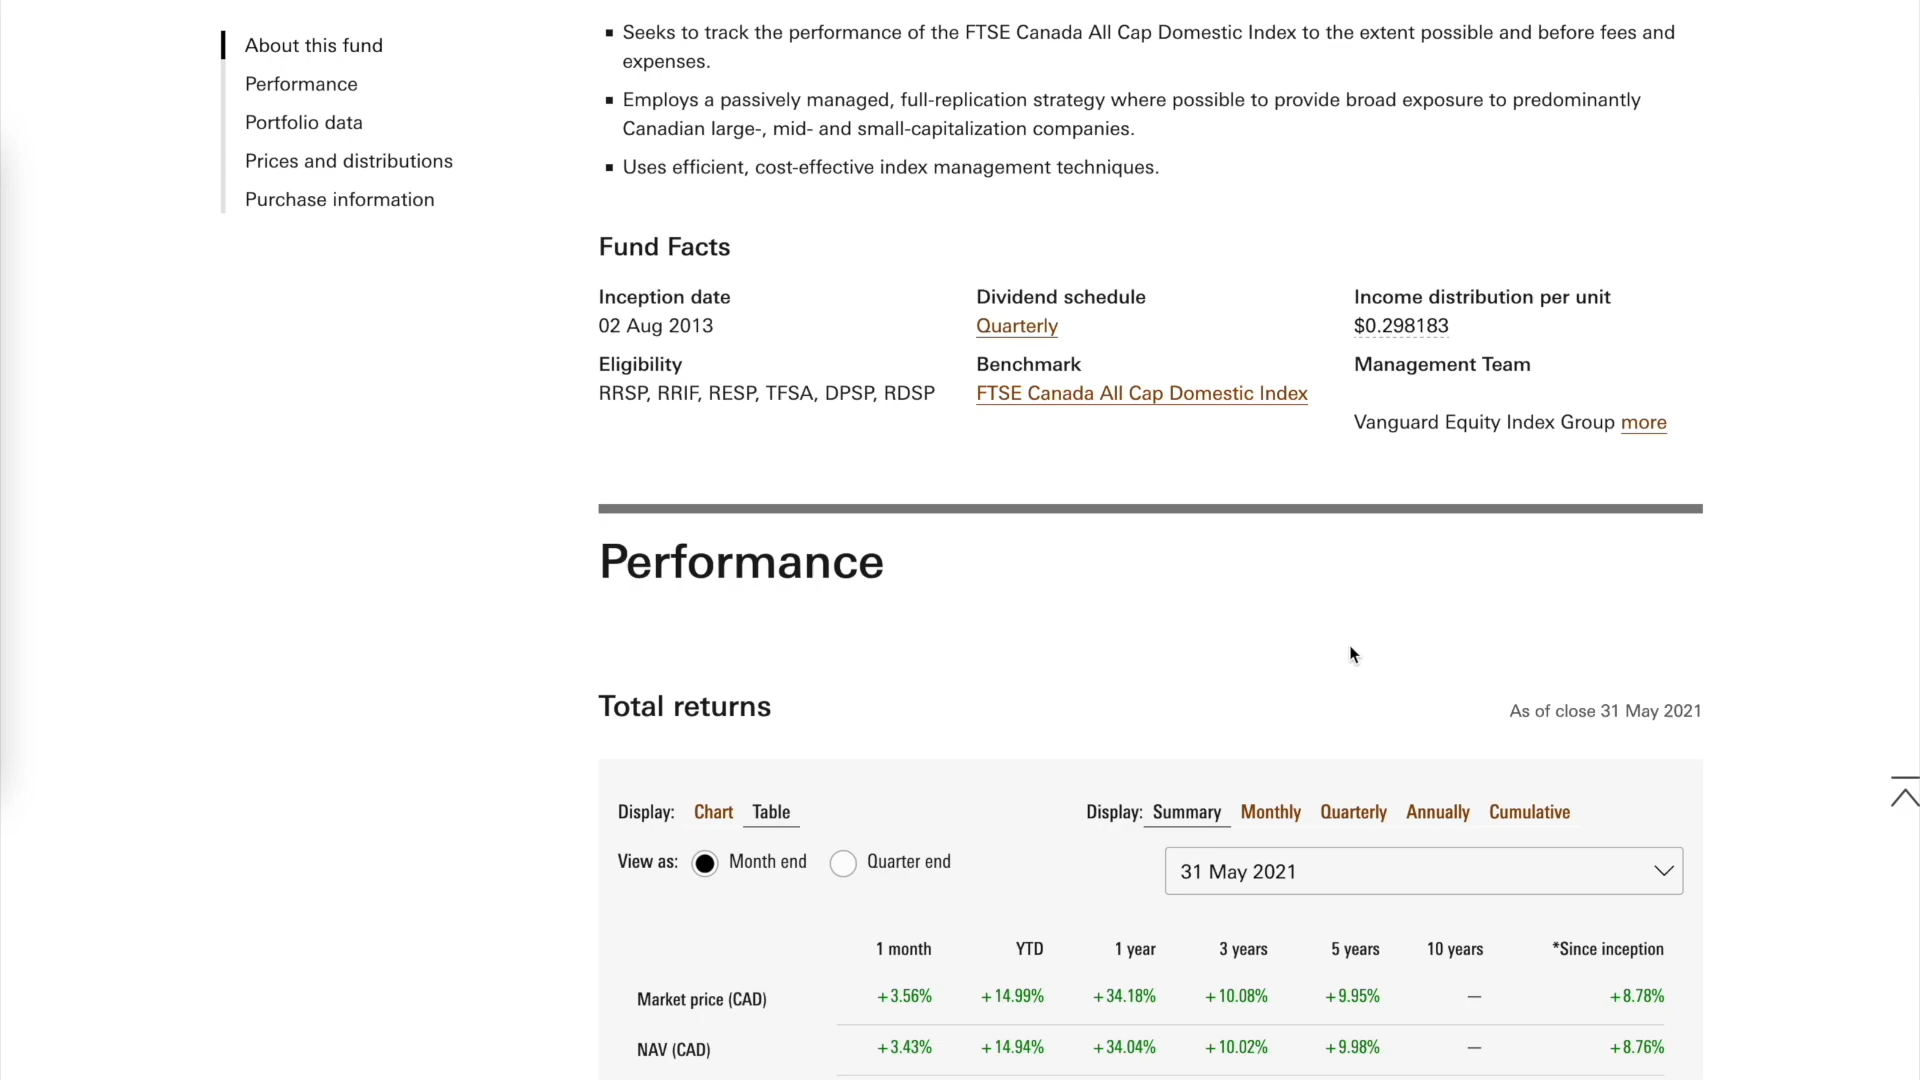 About this fund
Performance
Portfolio data
Prices and distributions
Purchase information
▪ Seeks to track the performance of the FTSE Canada All Cap Domestic Index to the extent possible and before fees and
expenses.
▪ Employs a passively managed, full-replication strategy where possible to provide broad exposure to predominantly
Canadian large-, mid- and small-capitalization companies.
▪ Uses efficient, cost-effective index management techniques.
Fund Facts
Inception date Dividend schedule Income distribution per unit
02 Aug 2013 Quarterly $0.298183
Eligibility Benchmark Management Team
RRSP, RRIF, RESP, TFSA, DPSP, RDSP FTSE Canada All Cap Domestic Index
Vanguard Equity Index Group more
Performance
Total returns As of close 31 May 2021
Display: Chart Table Display: Summary Monthly Quarterly Annually Cumulative
View as: Month end Quarter end 31 May 2021
1 month YTD 1 year 3 years 5 years 10 years *Since inception
Market price (CAD) +3.56% +14.99% +34.18% +10.08% +9.95% — +8.78%
NAV (CAD) +3.43% +14.94% +34.04% +10.02% +9.98% — +8.76%